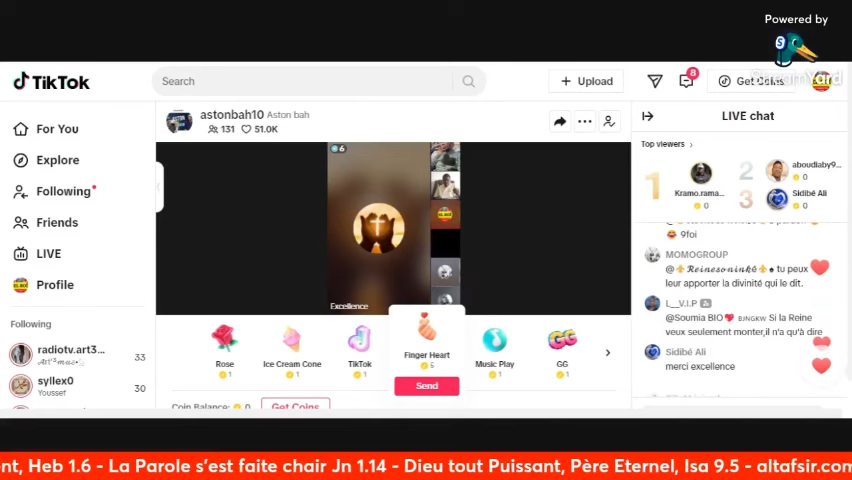 Powered by
StreamYard
TikTok
Search
Upload
8
Get Coins
astonbah10 Aston bah
131 51.0K
LIVE chat
For You
Explore
Following
Friends
LIVE
Profile
Following
radiotv.art3...
33
syllex0
Youssef
30
6
Excellence
Rose
1
Ice Cream Cone
1
TikTok
1
Finger Heart
5
Send
Music Play
1
GG
GG
1
Coin Balance: 0 Get Coins
Top viewers
1
Kramo.rama...
0
2
aboudiaby9...
0
3
Sidibé Ali
0
9foi
MOMOGROUP
@⚜️𝓡𝓮𝓲𝓷𝓮𝓼𝓸𝓷𝓲𝓷𝓴é⚜️♠ tu peux
leur apporter la divinité qui le dit.
L__V.I.P
@Soumia BIO💖 ʙᴊɴɢᴋᴡ Si la Reine
veux seulement monter,il n'a qu'à dire
Sidibé Ali
merci excellence
nt, Heb 1.6 - La Parole s'est faite chair Jn 1.14 - Dieu tout Puissant, Père Eternel, Isa 9.5 - altafsir.com